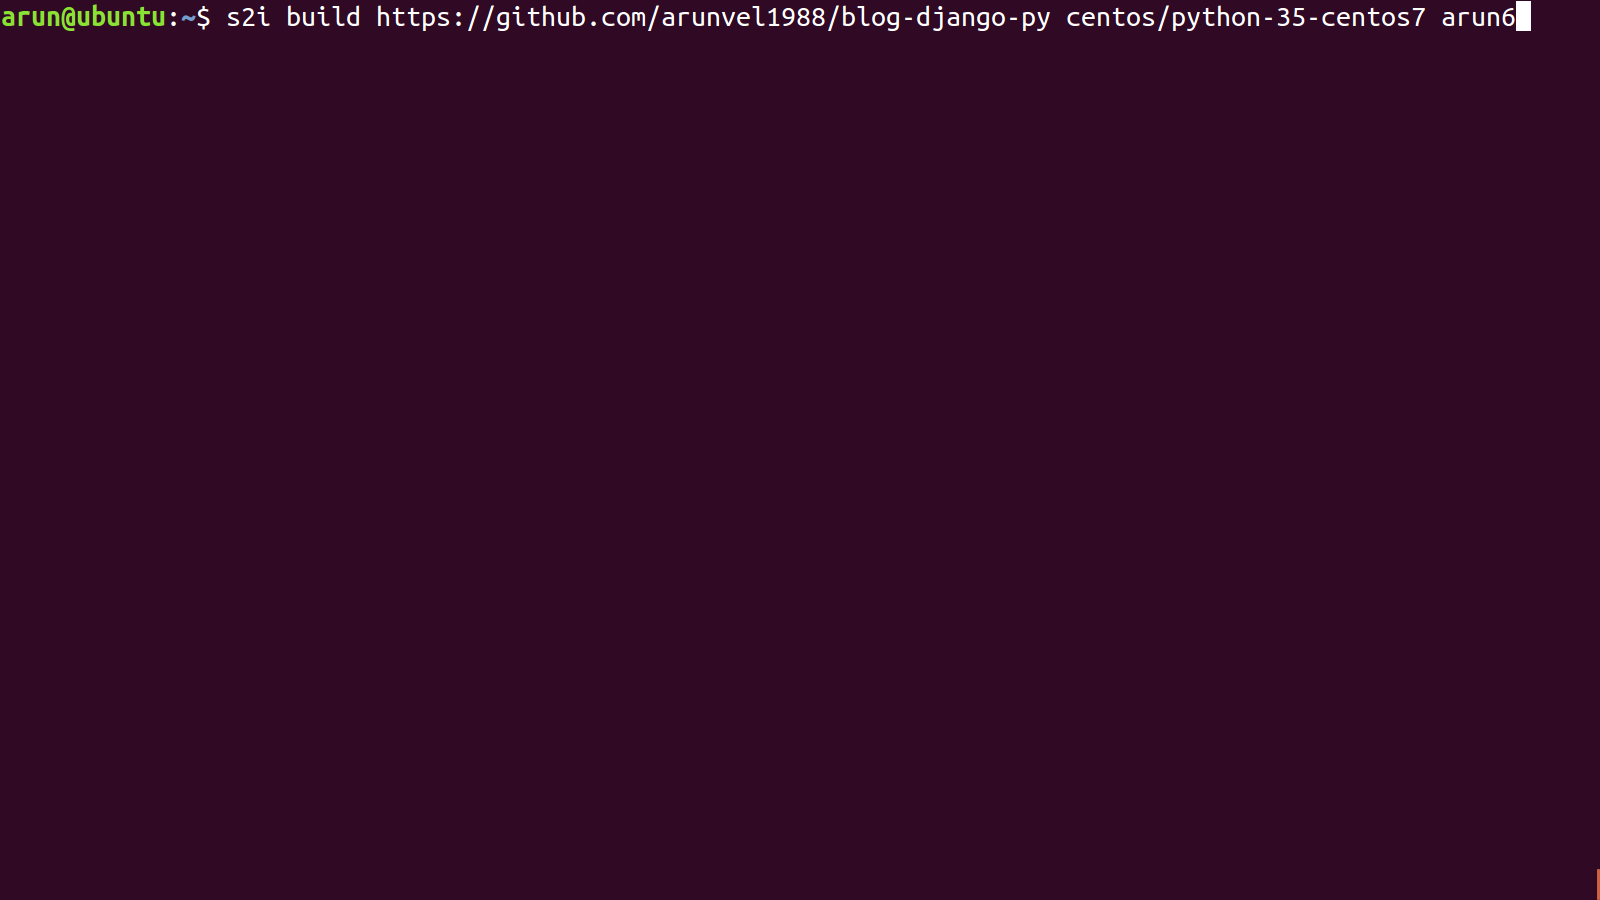 arun@ubuntu:~$ s2i build https://github.com/arunvel1988/blog-django-py centos/python-35-centos7 arun6